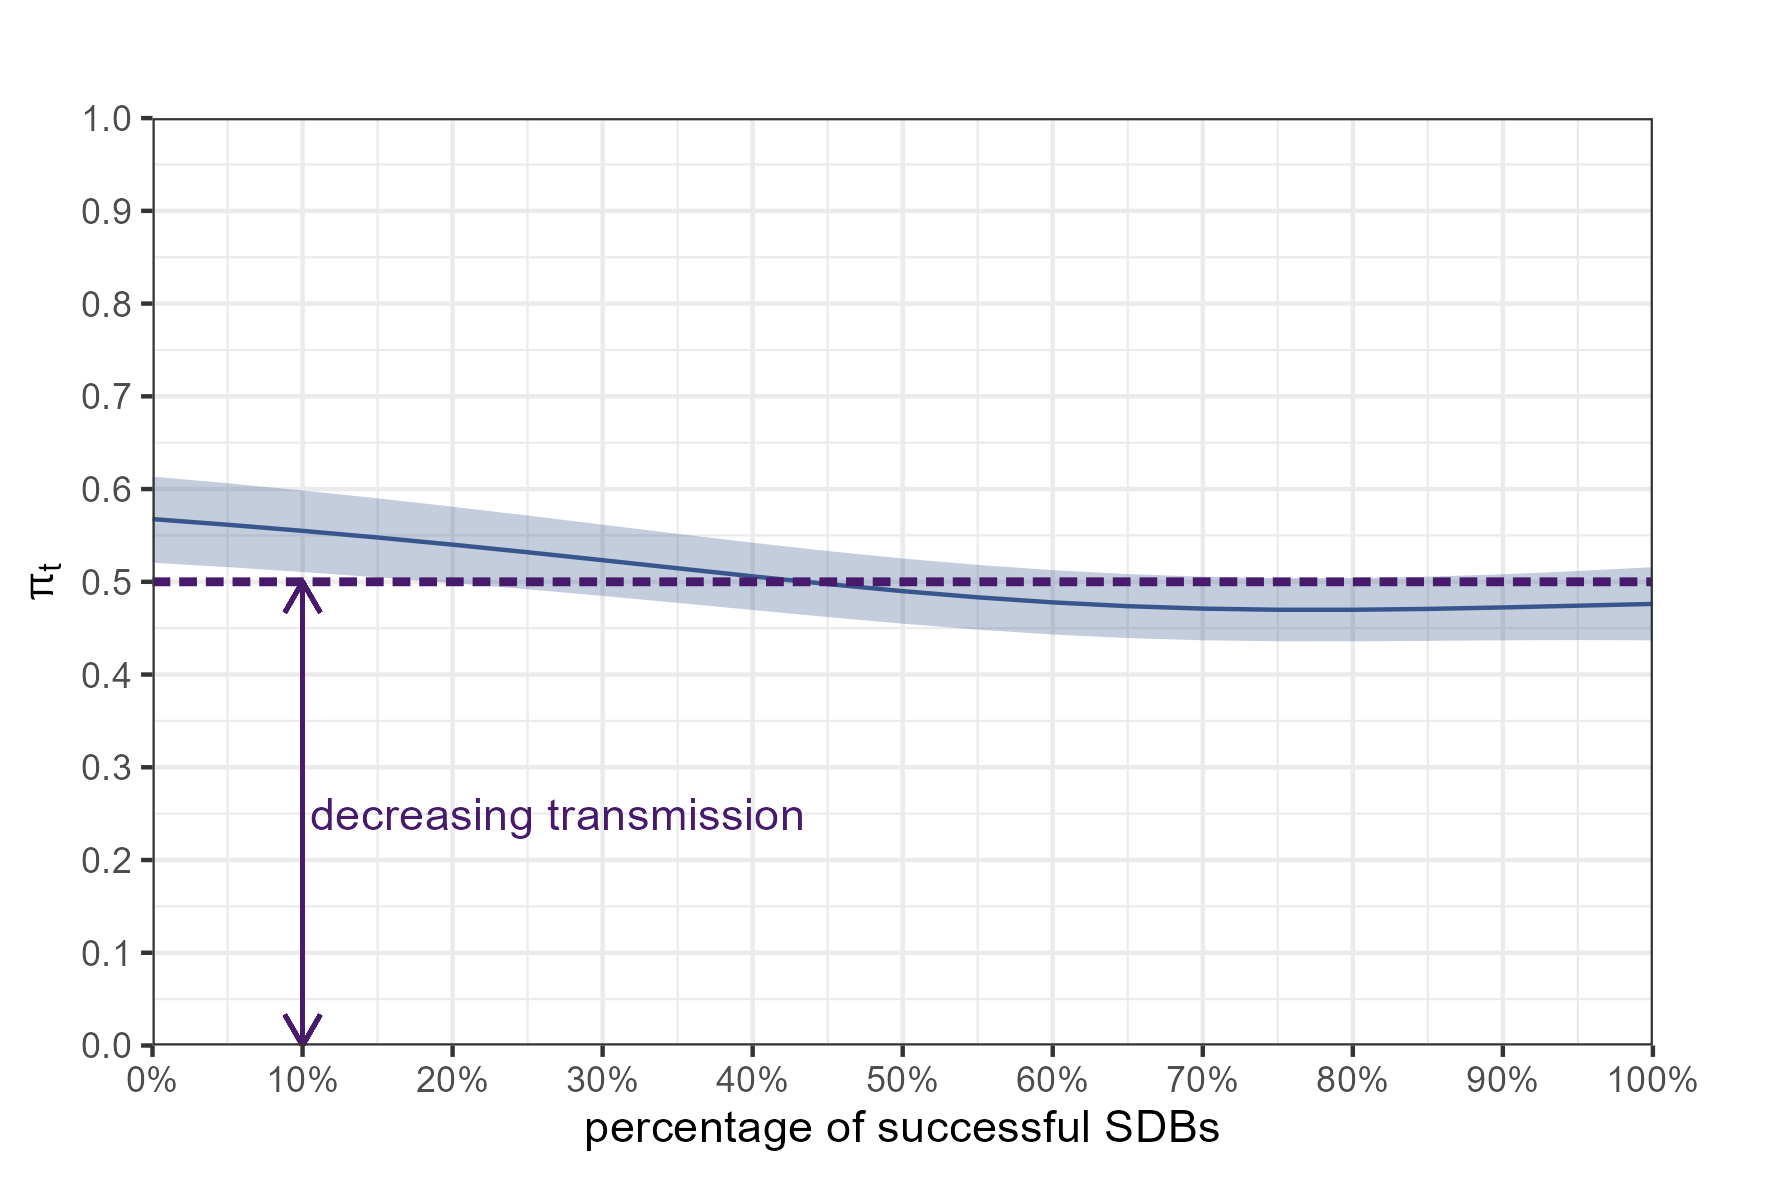 1.0
0.9
0.8
0.7
0.6
0.5
0.4
0.3
0.2
0.1
0.0
πt
decreasing transmission
0% 10% 20% 30% 40% 50% 60% 70% 80% 90% 100%
percentage of successful SDBs